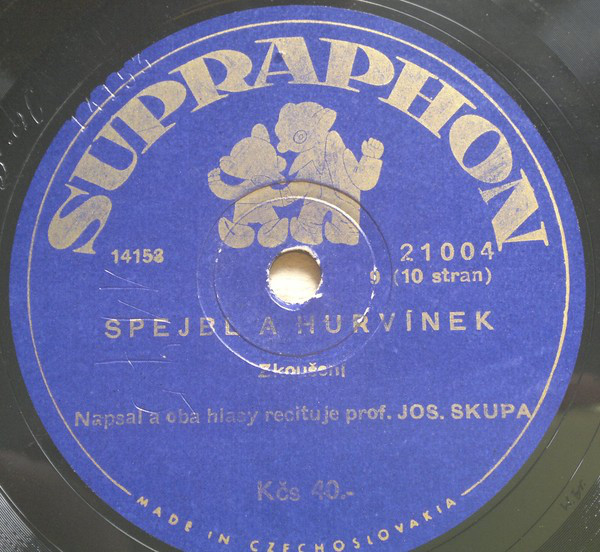 SUPRAPHON
14153
14153
21004
9 (10 stran)
SPEJBL A HURVÍNEK
Zkoušení
Napsal a oba hlasy recituje prof. JOS. SKUPA
Kčs 40.-
MADE IN CZECHOSLOVAKIA